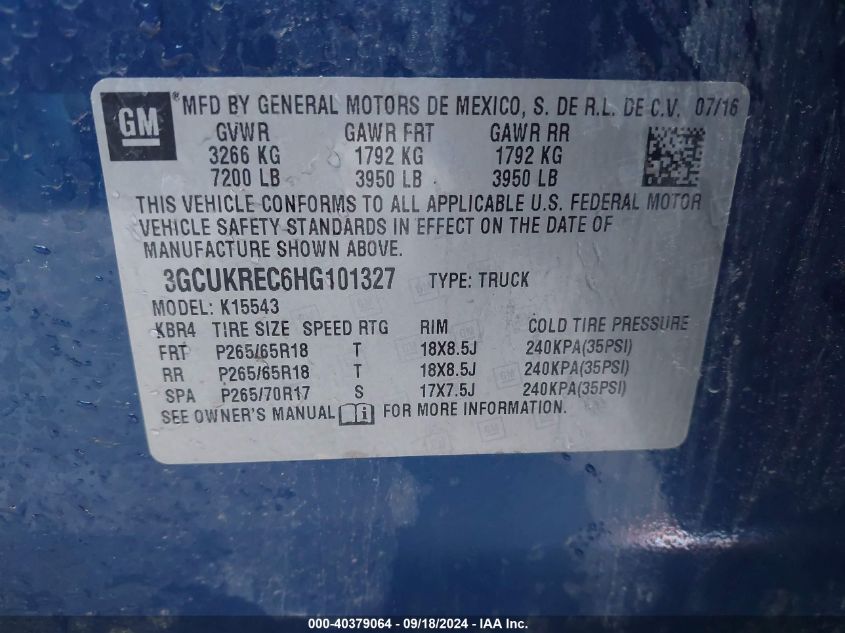 GM ® MFD BY GENERAL MOTORS DE MEXICO, S. DE R.L. DE C.V. 07/16
GVWR GAWR FRT GAWR RR
3266 KG 1792 KG 1792 KG
7200 LB 3950 LB 3950 LB
THIS VEHICLE CONFORMS TO ALL APPLICABLE U.S. FEDERAL MOTOR
VEHICLE SAFETY STANDARDS IN EFFECT ON THE DATE OF
MANUFACTURE SHOWN ABOVE.
3GCUKREC6HG101327 TYPE: TRUCK
MODEL: K15543
KBR4 TIRE SIZE SPEED RTG RIM COLD TIRE PRESSURE
FRT P265/65R18 T 18X8.5J 240KPA(35PSI)
RR P265/65R18 T 18X8.5J 240KPA(35PSI)
SPA P265/70R17 S 17X7.5J 240KPA(35PSI)
SEE OWNER'S MANUAL FOR MORE INFORMATION.
GM
000-40379064 - 09/18/2024 - IAA Inc.